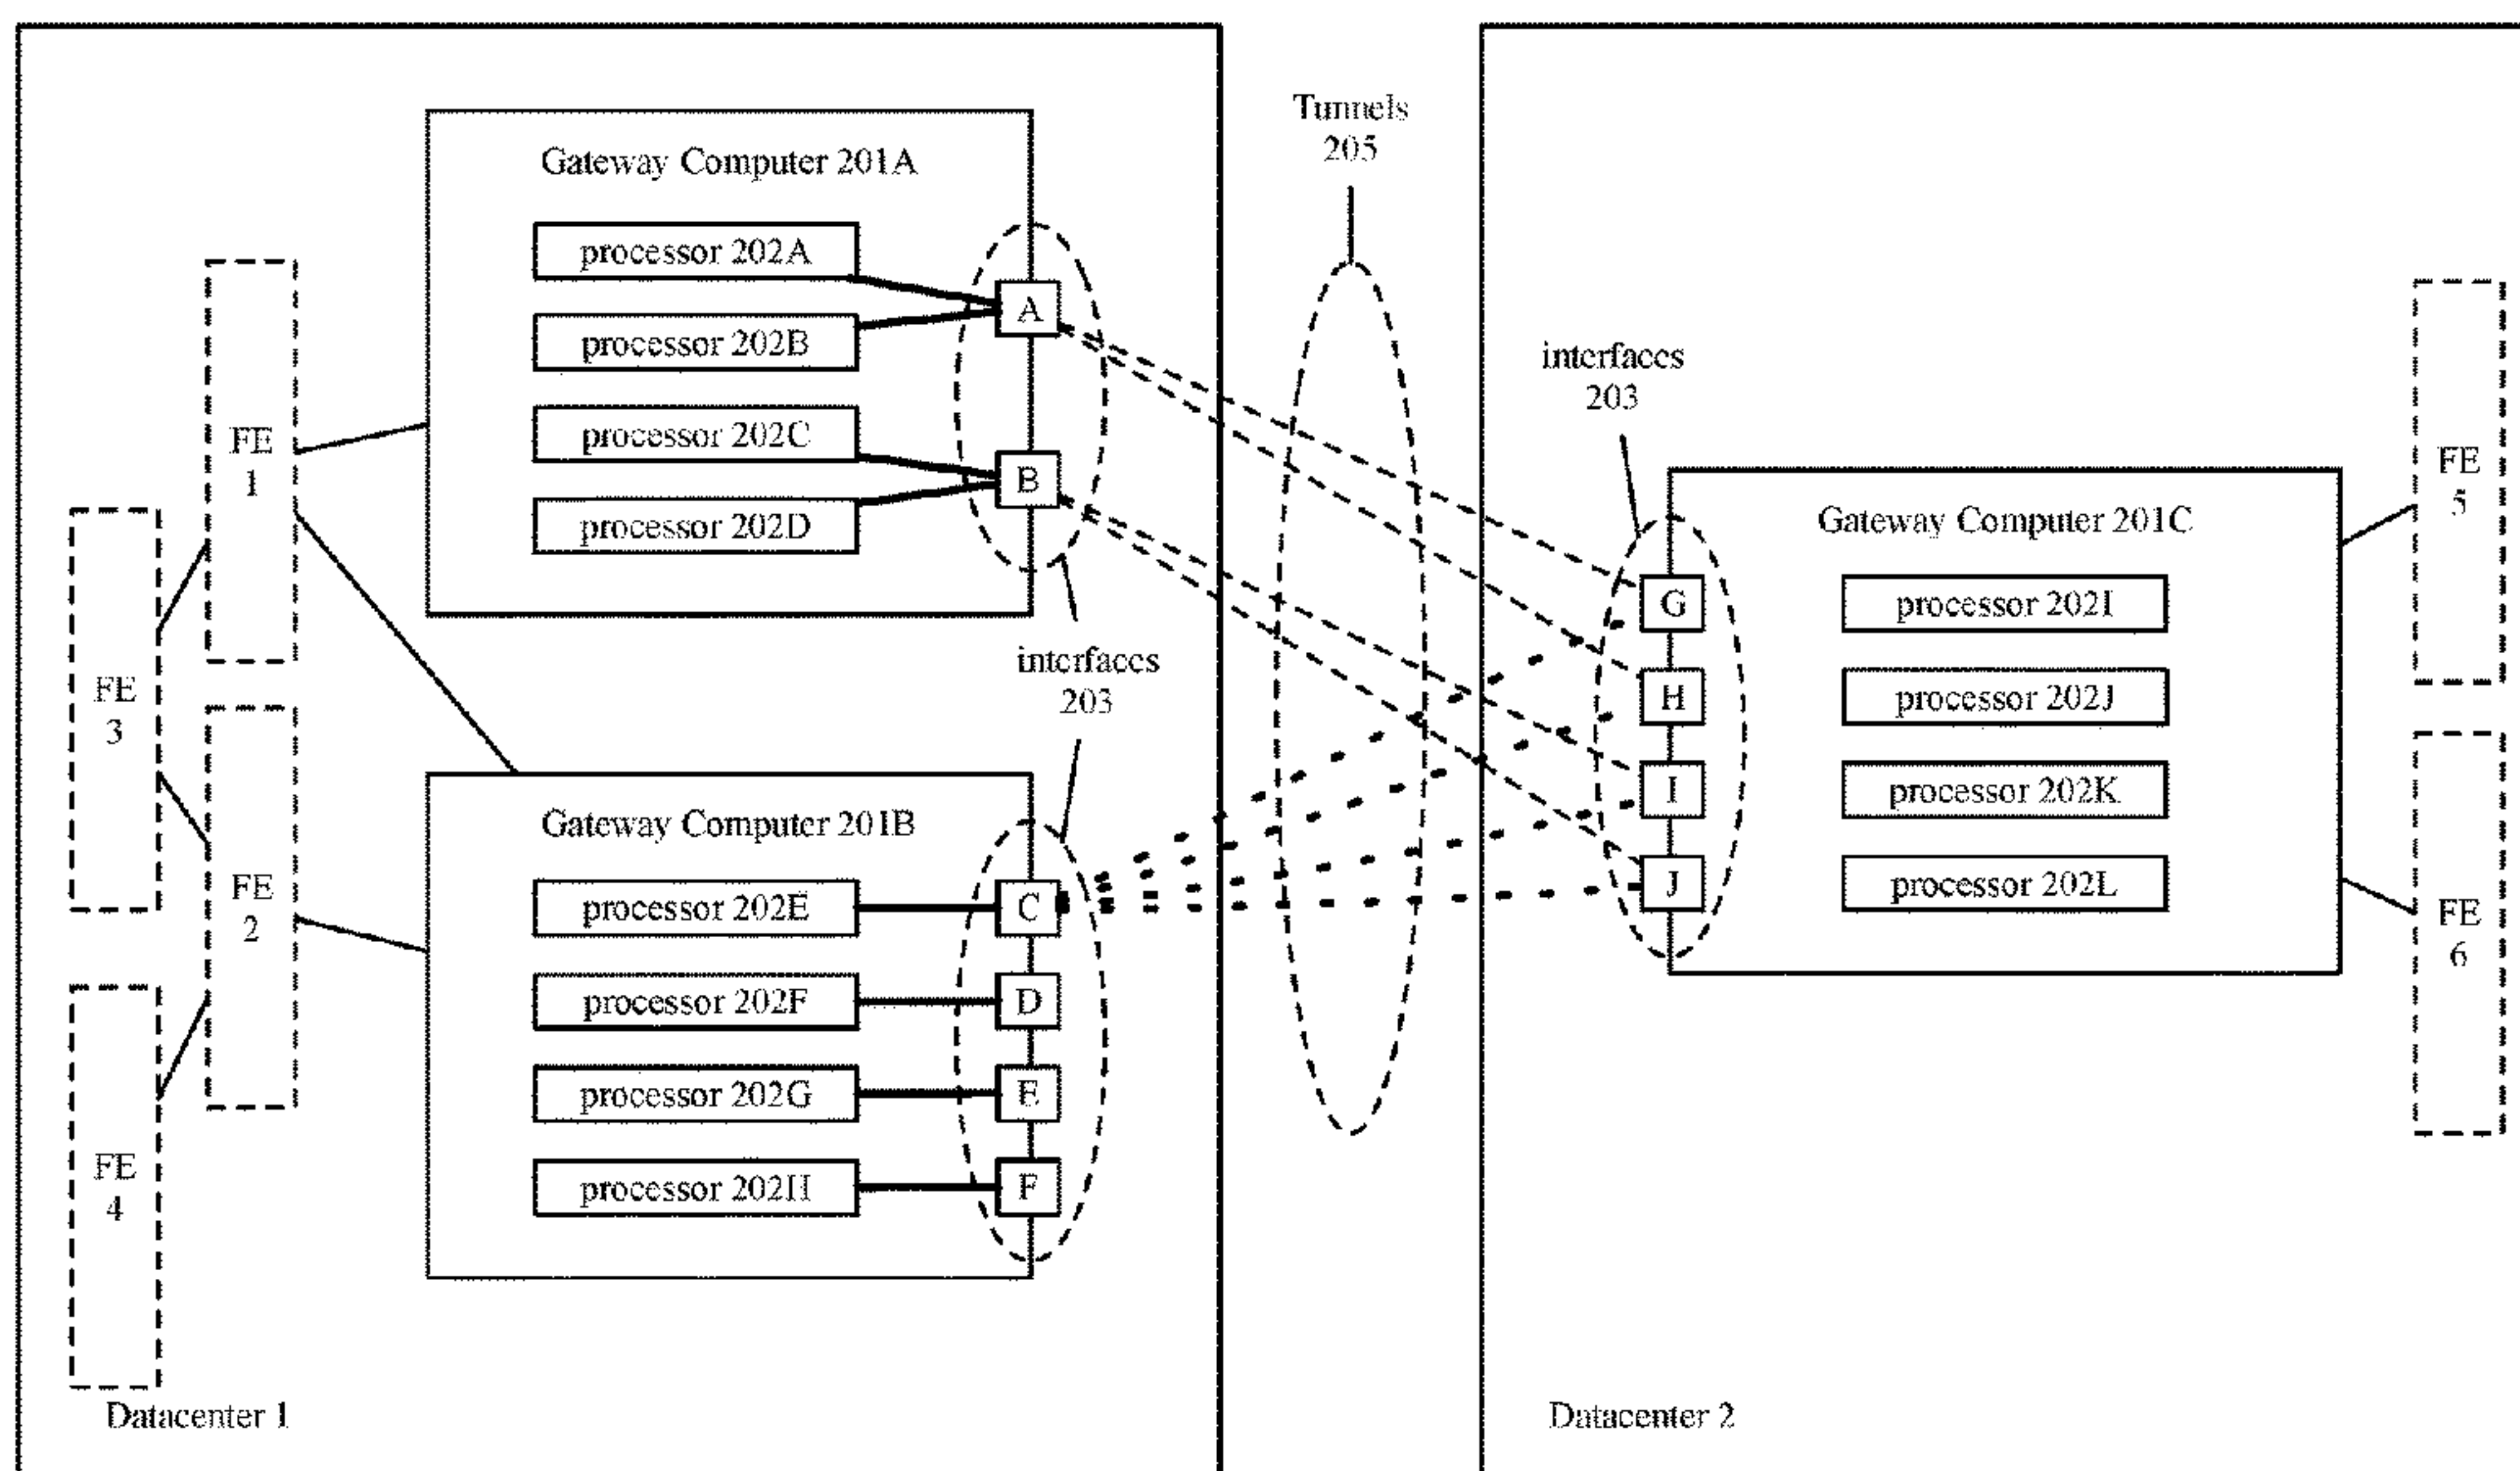 Tunnels
205
Gateway Computer 201A
processor 202A
processor 202B
processor 202C
processor 202D
A
B
interfaces
203
FE
1
FE
2
FE
3
FE
4
Gateway Computer 201B
processor 202E
processor 202F
processor 202G
processor 202H
C
D
E
F
Datacenter 1
interfaces
203
Gateway Computer 201C
G
H
I
J
processor 202I
processor 202J
processor 202K
processor 202L
FE
5
FE
6
Datacenter 2